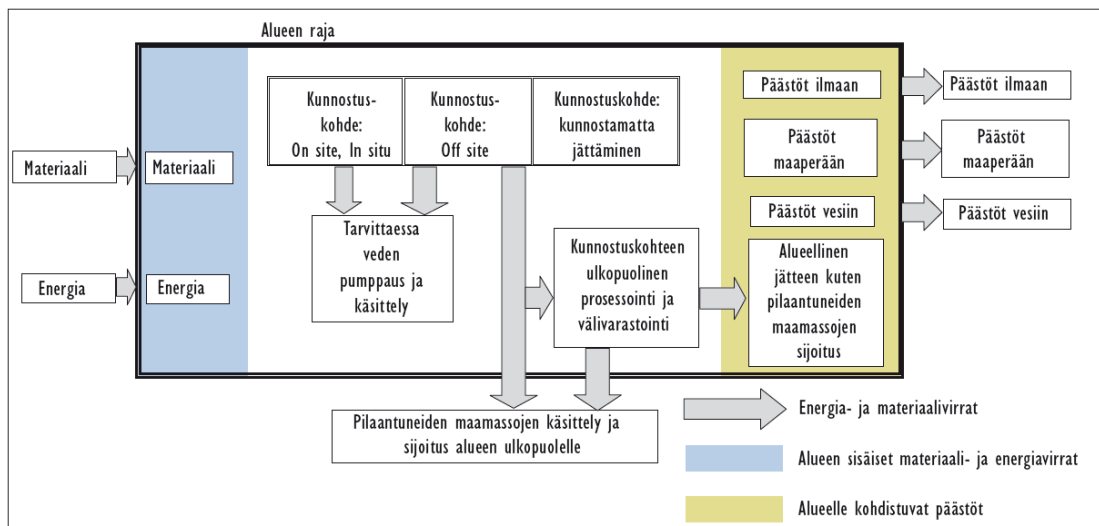 Alueen raja
Kunnostus-
kohde:
On site, In situ
Kunnostus-
kohde:
Off site
Kunnostuskohde:
kunnostamatta
jättäminen
Materiaali
Materiaali
Energia
Energia
Tarvittaessa
veden
pumppaus ja
käsittely
Kunnostuskohteen
ulkopuolinen
prosessointi ja
välivarastointi
Päästöt ilmaan
Päästöt
maaperään
Päästöt vesiin
Alueellinen
jätteen kuten
pilaantuneiden
maamassojen
sijoitus
Päästöt ilmaan
Päästöt
maaperään
Päästöt vesiin
Pilaantuneiden maamassojen käsittely ja
sijoitus alueen ulkopuolelle
Energia- ja materiaalivirrat
Alueen sisäiset materiaali- ja energiavirrat
Alueelle kohdistuvat päästöt